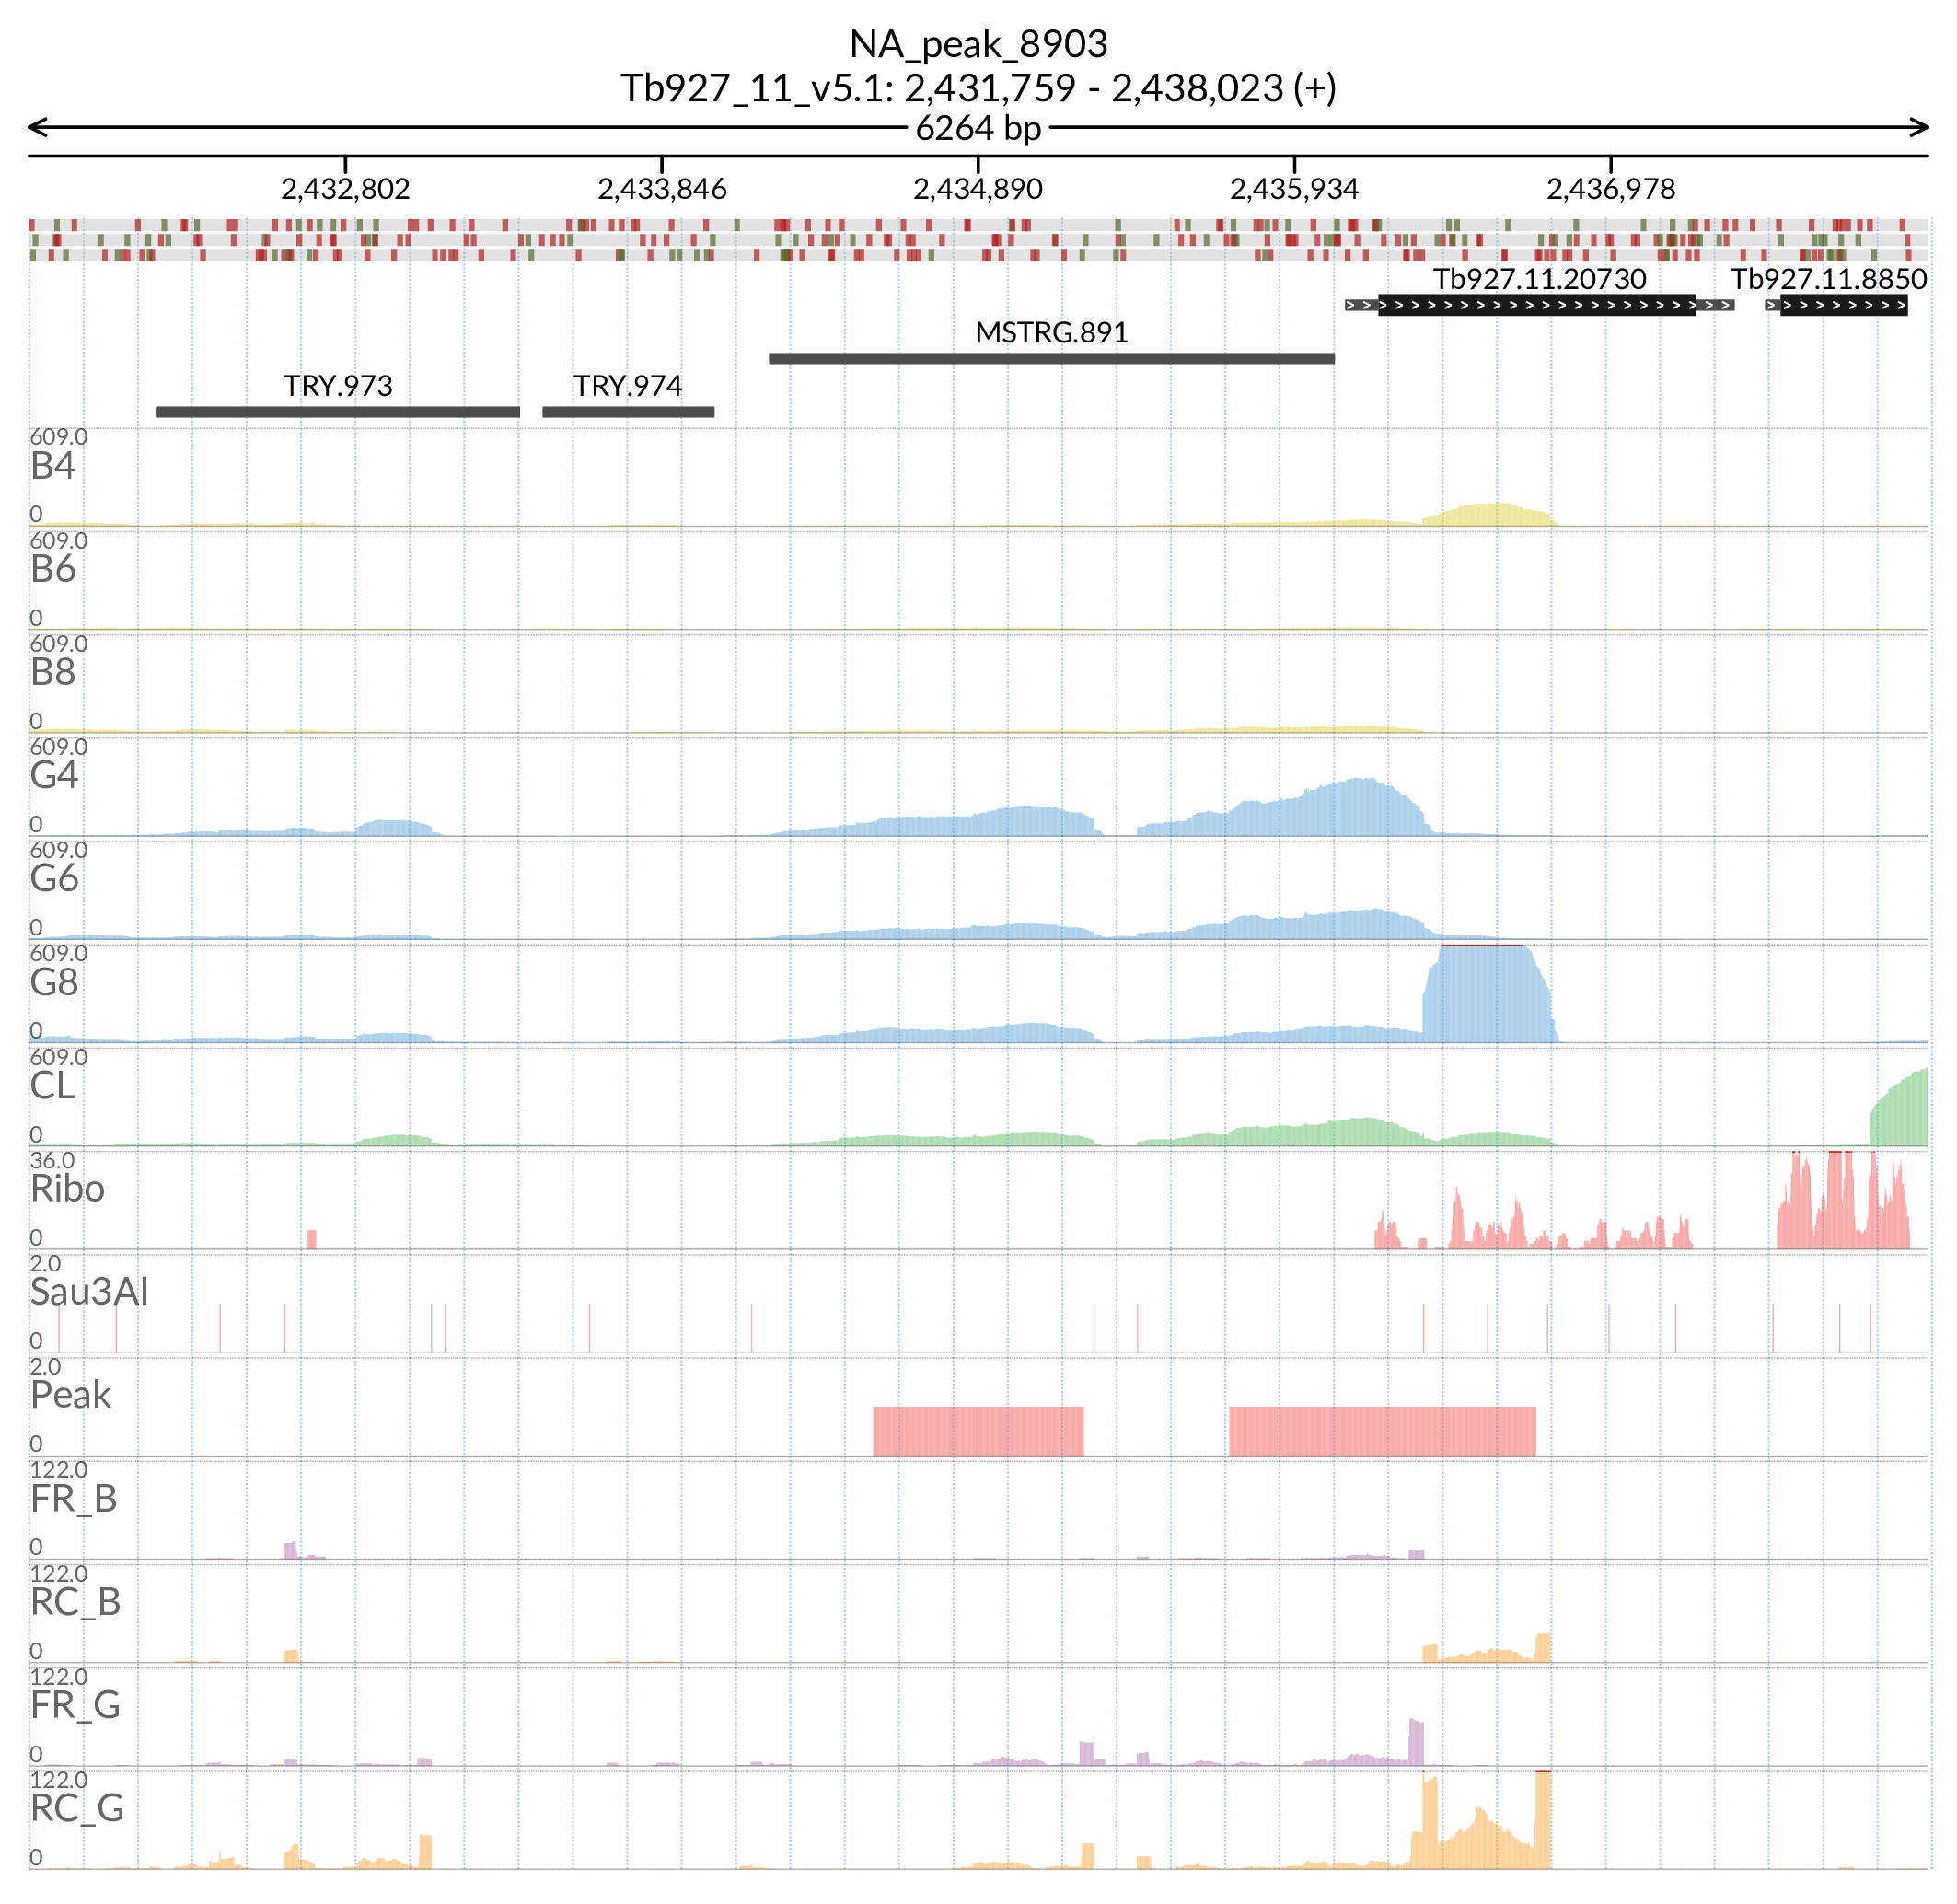 NA_peak_8903
Tb927_11_v5.1: 2,431,759 - 2,438,023 (+)
6264 bp
2,432,802 2,433,846 2,434,890 2,435,934 2,436,978
Tb927.11.20730 Tb927.11.8850
MSTRG.891
TRY.973 TRY.974
609.0
B4
0
609.0
B6
0
609.0
B8
0
609.0
G4
0
609.0
G6
0
609.0
G8
0
609.0
CL
0
36.0
Ribo
0
2.0
Sau3AI
0
2.0
Peak
0
122.0
FR_B
0
122.0
RC_B
0
122.0
FR_G
0
122.0
RC_G
0